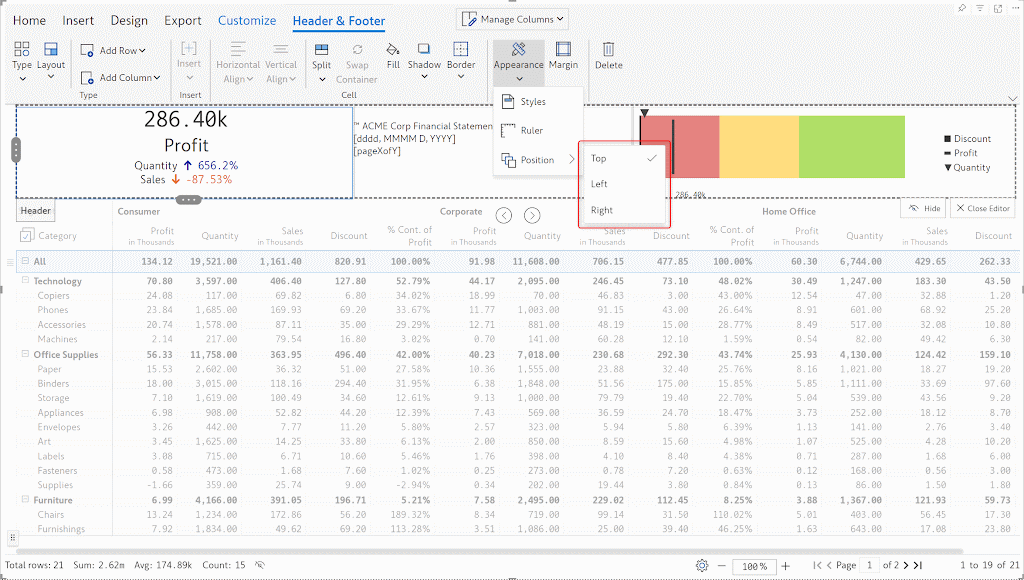 Home Insert Design Export Customize Header & Footer Manage Columns
Type Layout Add Row Add Column Type
Insert Insert
Horizontal Align Vertical Align
Split Swap Container Fill Shadow Border Cell
Appearance Margin Delete
Styles
Ruler
Position
Top
Left
Right
286.40k
Profit
Quantity 656.2%
Sales -87.53%
™ ACME Corp Financial Statemen
[dddd, MMMM D, YYYY]
[pageXofY]
286.40k
Discount
Profit
Quantity
Header Hide Close Editor
Consumer Corporate Home Office
Category Profit in Thousands Quantity Sales in Thousands Discount % Cont. of Profit Profit in Thousands Quantity Sales in Thousands Discount % Cont. of Profit Profit in Thousands Quantity Sales in Thousands Discount
All 134.12 19,521.00 1,161.40 820.91 100.00% 91.98 11,608.00 706.15 477.85 100.00% 60.30 6,744.00 429.65 262.33
Technology 70.80 3,597.00 406.40 127.80 52.79% 44.17 2,095.00 246.45 73.10 48.02% 30.49 1,247.00 183.30 43.50
Copiers 24.08 117.00 69.82 6.80 34.02% 18.99 70.00 46.83 3.00 43.00% 12.54 47.00 32.88 1.20
Phones 23.84 1,685.00 169.93 69.20 33.67% 11.77 1,003.00 91.15 43.00 26.64% 8.91 601.00 68.92 25.20
Accessories 20.74 1,578.00 87.11 35.00 29.29% 12.71 881.00 48.19 15.00 28.77% 8.49 517.00 32.08 10.80
Machines 2.14 217.00 79.54 16.80 3.02% 0.70 141.00 60.28 12.10 1.59% 0.54 82.00 49.42 6.30
Office Supplies 56.33 11,758.00 363.95 496.40 42.00% 40.23 7,018.00 230.68 292.30 43.74% 25.93 4,130.00 124.42 159.10
Paper 15.53 2,602.00 36.32 51.00 27.58% 10.36 1,555.00 23.88 32.40 25.76% 8.16 1,021.00 18.27 19.20
Binders 18.00 3,015.00 118.16 294.40 31.95% 6.38 1,848.00 51.56 175.00 15.85% 5.85 1,111.00 33.69 97.60
Storage 7.10 1,619.00 100.49 34.60 12.61% 9.13 1,000.00 79.79 19.40 22.70% 5.04 539.00 43.56 9.20
Appliances 6.98 908.00 52.82 44.20 12.39% 7.43 569.00 36.59 24.70 18.47% 3.73 252.00 18.12 8.70
Envelopes 3.26 442.00 7.77 11.20 5.80% 2.57 323.00 5.94 5.80 6.39% 1.13 141.00 2.76 3.40
Art 3.45 1,625.00 14.25 33.80 6.13% 2.00 850.00 8.59 15.60 4.98% 1.07 525.00 4.28 10.20
Labels 3.08 715.00 6.71 10.60 5.46% 1.76 398.00 4.10 8.40 4.38% 0.71 287.00 1.68 6.00
Fasteners 0.58 473.00 1.68 7.60 1.02% 0.25 273.00 0.78 7.20 0.63% 0.12 168.00 0.56 3.00
Supplies -1.66 359.00 25.74 9.00 -2.94% 0.34 202.00 19.44 3.80 0.84% 0.13 86.00 1.50 1.80
Furniture 6.99 4,166.00 391.05 196.71 5.21% 7.58 2,495.00 229.02 112.45 8.25% 3.88 1,367.00 121.93 59.73
Chairs 13.24 1,234.00 172.86 56.20 189.32% 8.34 719.00 99.14 31.50 110.02% 5.01 403.00 56.45 17.30
Furnishings 7.92 1,834.00 49.62 69.20 113.28% 3.51 1,086.00 25.00 39.40 46.25% 1.63 643.00 17.08 23.80
Total rows: 21 Sum: 2.62m Avg: 174.89k Count: 15 100 % Page 1 of 2 1 to 19 of 21